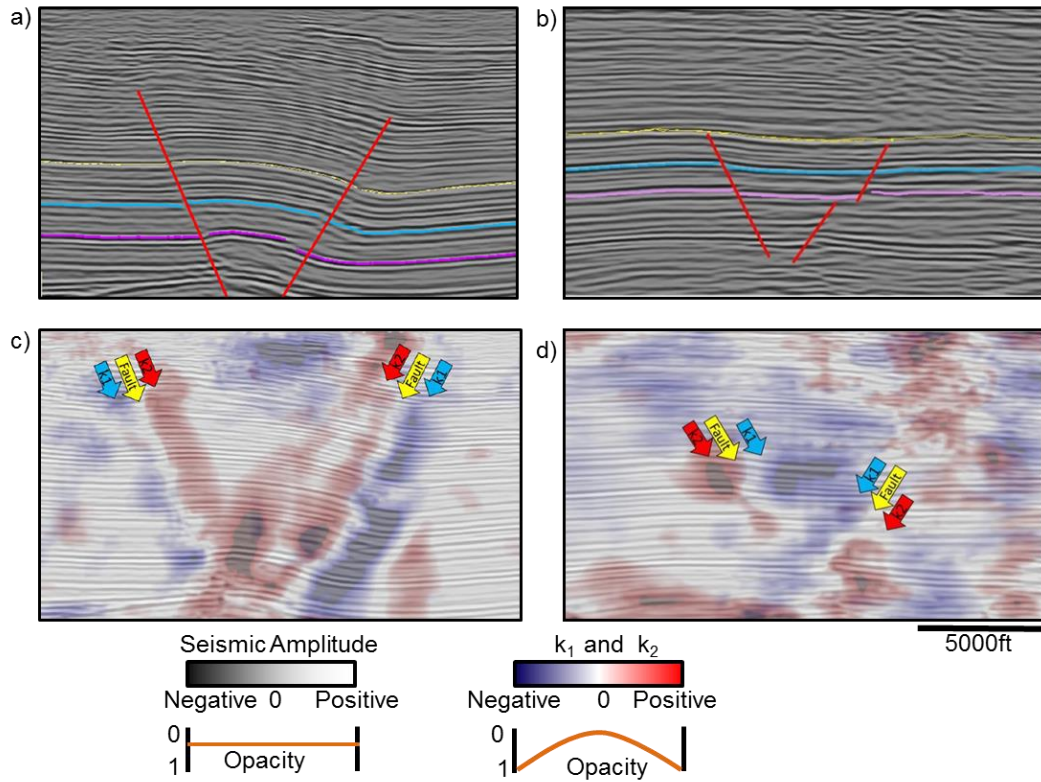 a)
b)
c)
k1
Fault
k2
k2
Fault
k1
d)
k2
Fault
k1
k1
Fault
k2
5000ft
Seismic Amplitude
Negative 0 Positive
0
1
Opacity
k₁ and k₂
Negative 0 Positive
0
1
Opacity